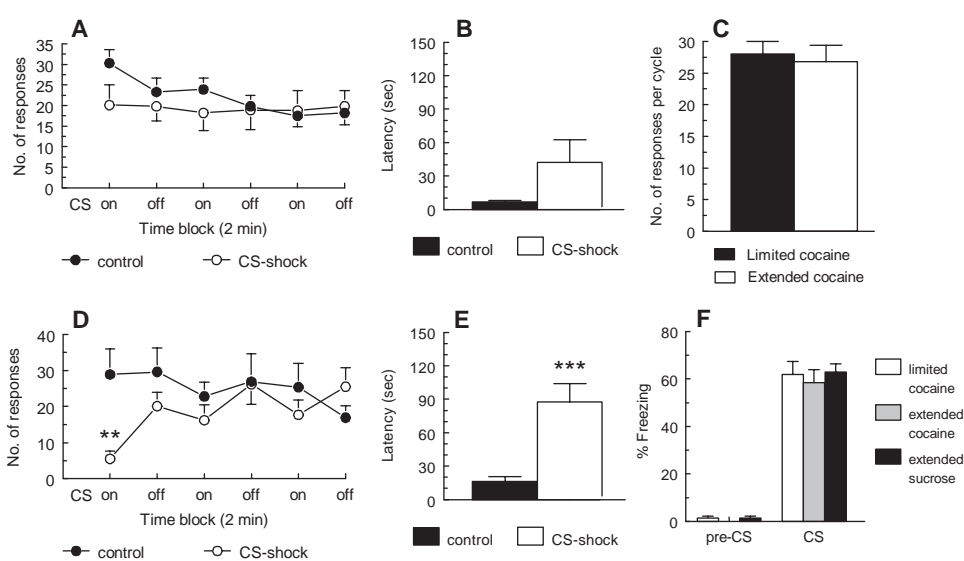 A
No. of responses
35
30
25
20
15
10
5
0
CS on off on off on off
Time block (2 min)
control CS-shock
B
Latency (sec)
150
120
90
60
30
0
control CS-shock
C
No. of responses per cycle
30
25
20
15
10
5
0
Limited cocaine
Extended cocaine
D
No. of responses
40
30
20
10
0
**
CS on off on off on off
Time block (2 min)
control CS-shock
E
Latency (sec)
150
120
90
60
30
0
***
control CS-shock
F
% Freezing
80
60
40
20
0
pre-CS CS
limited
cocaine
extended
cocaine
extended
sucrose